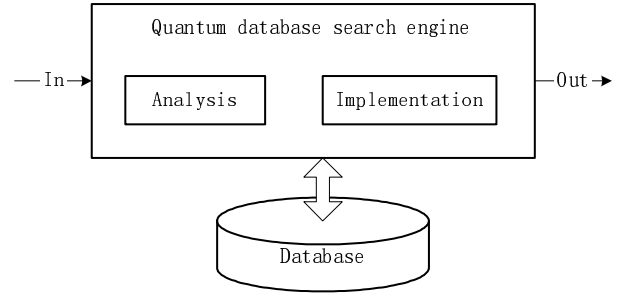 Quantum database search engine
In
Analysis
Implementation
Out
Database